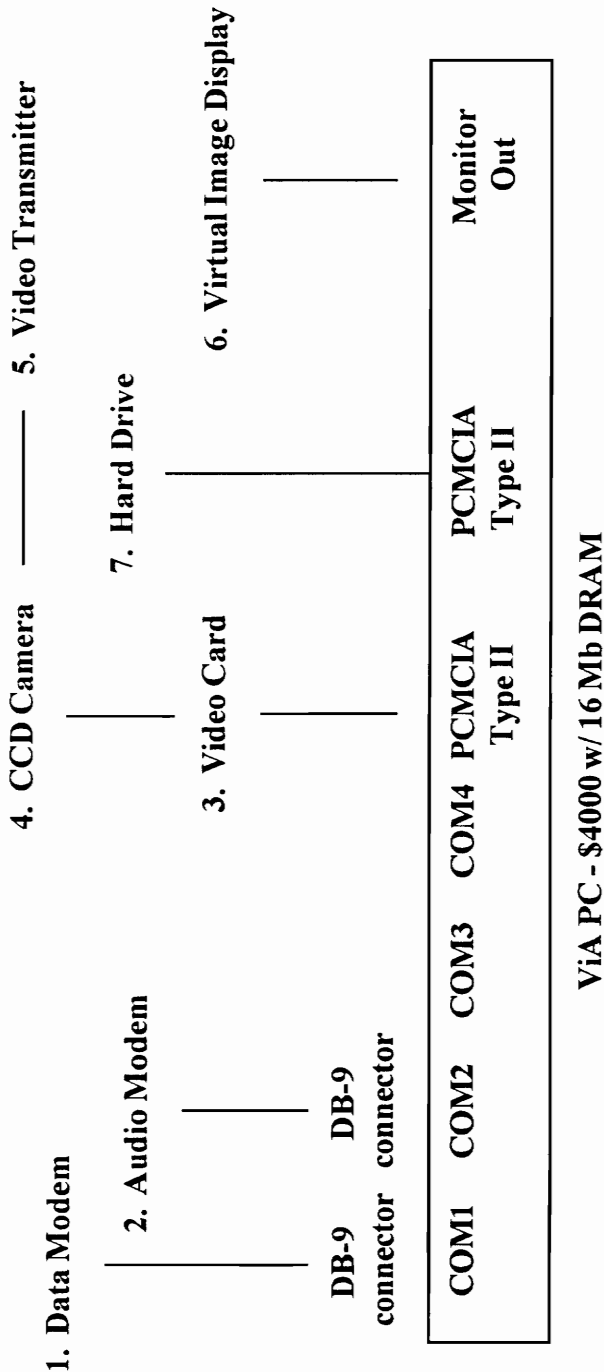 4. CCD Camera
5. Video Transmitter
1. Data Modem
2. Audio Modem
7. Hard Drive
3. Video Card
6. Virtual Image Display
DB-9
connector
DB-9
connector
COM1
COM2
COM3
COM4
PCMCIA
Type II
PCMCIA
Type II
Monitor
Out
ViA PC - $4000 w/ 16 Mb DRAM